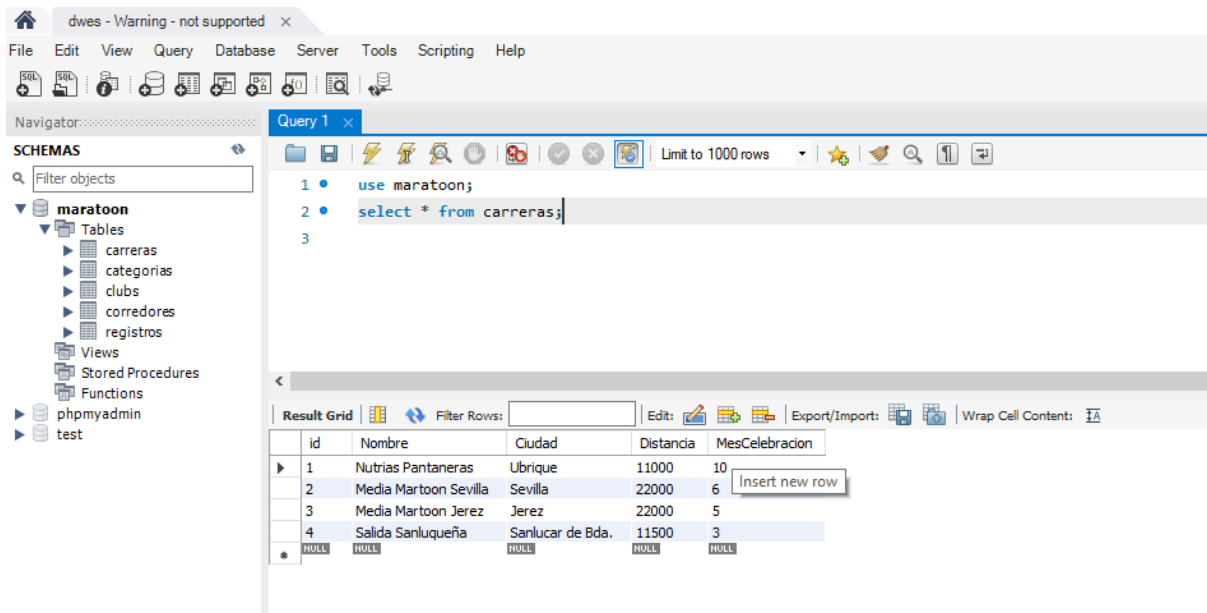 dwes - Warning - not supported ×
File Edit View Query Database Server Tools Scripting Help
SQL SQL
Navigator
Query 1 ×
SCHEMAS
Filter objects
Limit to 1000 rows
maratoon
Tables
carreras
categorias
clubs
corredores
registros
Views
Stored Procedures
Functions
phpmyadmin
test
1 use maratoon;
2 select * from carreras;
3
Result Grid Filter Rows: Edit: Export/Import: Wrap Cell Content: IA
id Nombre Ciudad Distancia MesCelebracion
1 Nutrias Pantaneras Ubrique 11000 10
Insert new row
2 Media Martoon Sevilla Sevilla 22000 6
3 Media Martoon Jerez Jerez 22000 5
4 Salida Sanluqueña Sanlucar de Bda. 11500 3
NULL NULL NULL NULL NULL